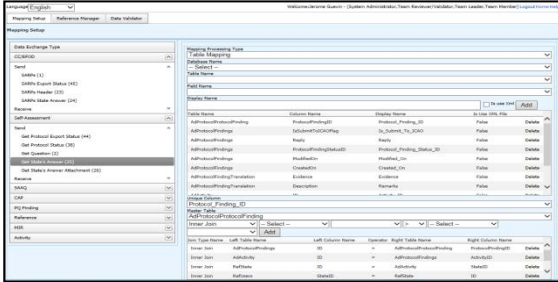 Language English Welcome:Jerome Guevin - (System Administrator,Team Reviewer/Validator,Team Leader,Team Member) Logout Home Help
Mapping Setup Reference Manager Data Validator
Mapping Setup
Data Exchange Type
CC/EFOD
Send
SARPs (1)
SARPs Export Status (40)
SARPs Header (23)
SARPs State Answer (24)
Receive
Self-Assessment
Send
Get Protocol Export Status (44)
Get Protocol Status (38)
Get Question (2)
Get State's Answer (20)
Get State's Answer Attachment (26)
Receive
SAAQ
CAP
PQ Finding
Reference
MIR
Activity
Mapping Processing Type
Table Mapping
Database Name
-- Select --
Table Name
Field Name
Display Name
Is use Xml Add
Table Name Column Name Display Name Is Use XML File
AdProtocolProtocolFinding ProtocolFindingID Protocol_Finding_ID False Delete
AdProtocolFindings IsSubmitToICAOFlag Is_Submit_To_ICAO False Delete
AdProtocolFindings Reply Reply False Delete
AdProtocolFindings ProtocolFindingStatusID Protocol_Finding_Status_ID False Delete
AdProtocolFindings ModifiedOn Modified_On False Delete
AdProtocolFindings CreatedOn Created_On False Delete
AdProtocolFindingTranslation Evidence Evidence False Delete
AdProtocolFindingTranslation Description Remarks False Delete
Unique Column
Protocol_Finding_ID
Master Table
AdProtocolProtocolFinding
Inner Join -- Select -- = -- Select --
Add
Join Type Name Left Table Name Left Column Name Operator Right Table Name Right Column Name
Inner Join AdProtocolFindings ID = AdProtocolProtocolFinding ProtocolFindingID Delete
Inner Join AdActivity ID = AdProtocolFindings ActivityID Delete
Inner Join RefState ID = AdActivity StateID Delete
Inner Join RefState StateID = RefState ID Delete